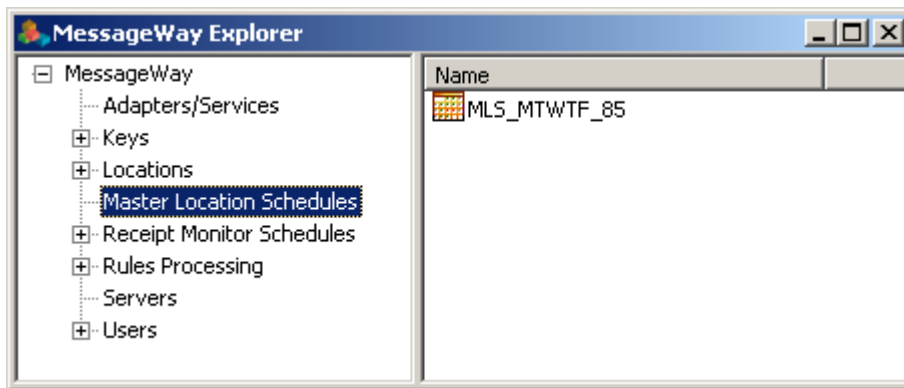 MessageWay Explorer
MessageWay
Adapters/Services
Keys
Locations
Master Location Schedules
Receipt Monitor Schedules
Rules Processing
Servers
Users
Name
MLS_MTWTF_85